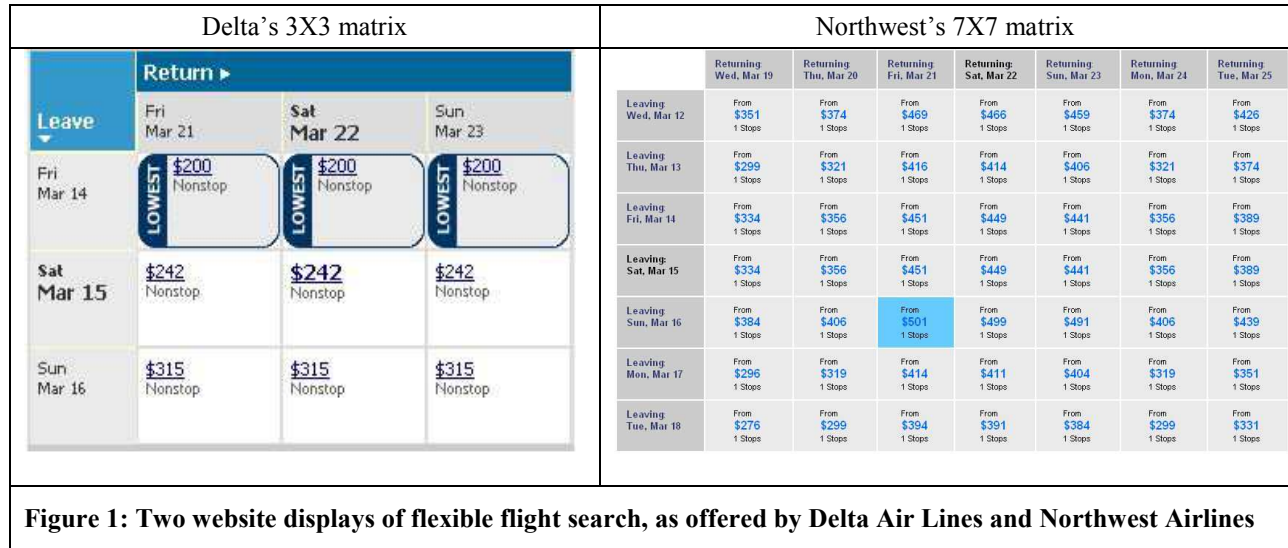 Delta's 3X3 matrix
Northwest's 7X7 matrix
Return ▸
Leave
Fri
Mar 21
Sat
Mar 22
Sun
Mar 23
Fri
Mar 14
LOWEST
$200
Nonstop
LOWEST
$200
Nonstop
LOWEST
$200
Nonstop
Sat
Mar 15
$242
Nonstop
$242
Nonstop
$242
Nonstop
Sun
Mar 16
$315
Nonstop
$315
Nonstop
$315
Nonstop
Returning: Returning: Returning: Returning: Returning: Returning: Returning:
Wed, Mar 19 Thu, Mar 20 Fri, Mar 21 Sat, Mar 22 Sun, Mar 23 Mon, Mar 24 Tue, Mar 25
Leaving: From From From From From From From
Wed, Mar 12 $351 $374 $469 $466 $459 $374 $426
1 Stops 1 Stops 1 Stops 1 Stops 1 Stops 1 Stops 1 Stops
Leaving: From From From From From From From
Thu, Mar 13 $299 $321 $416 $414 $406 $321 $374
1 Stops 1 Stops 1 Stops 1 Stops 1 Stops 1 Stops 1 Stops
Leaving: From From From From From From From
Fri, Mar 14 $334 $356 $451 $449 $441 $356 $389
1 Stops 1 Stops 1 Stops 1 Stops 1 Stops 1 Stops 1 Stops
Leaving: From From From From From From From
Sat, Mar 15 $334 $356 $451 $449 $441 $356 $389
1 Stops 1 Stops 1 Stops 1 Stops 1 Stops 1 Stops 1 Stops
Leaving: From From From From From From From
Sun, Mar 16 $384 $406 $501 $499 $491 $406 $439
1 Stops 1 Stops 1 Stops 1 Stops 1 Stops 1 Stops 1 Stops
Leaving: From From From From From From From
Mon, Mar 17 $296 $319 $414 $411 $404 $319 $351
1 Stops 1 Stops 1 Stops 1 Stops 1 Stops 1 Stops 1 Stops
Leaving: From From From From From From From
Tue, Mar 18 $276 $299 $394 $391 $384 $299 $331
1 Stops 1 Stops 1 Stops 1 Stops 1 Stops 1 Stops 1 Stops
Figure 1: Two website displays of flexible flight search, as offered by Delta Air Lines and Northwest Airlines